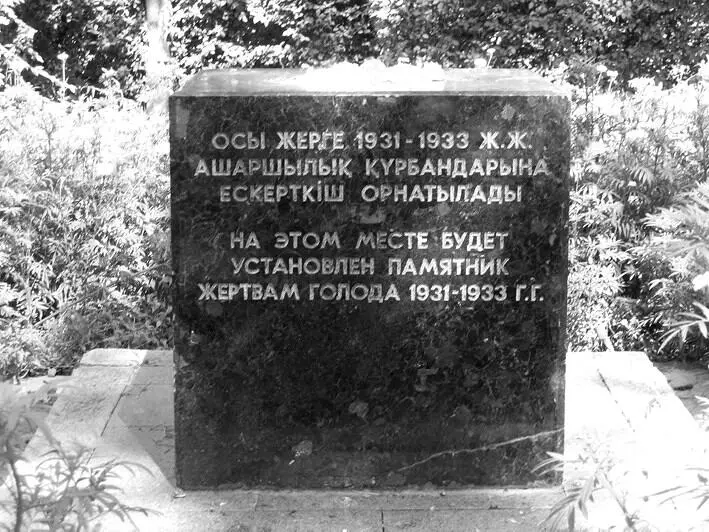 ОСЫ ЖЕРГЕ 1931-1933 Ж.Ж.
АШАРШЫЛЫҚ ҚҰРБАНДАРЫНА
ЕСКЕРТКІШ ОРНАТЫЛАДЫ
НА ЭТОМ МЕСТЕ БУДЕТ
УСТАНОВЛЕН ПАМЯТНИК
ЖЕРТВАМ ГОЛОДА 1931-1933 Г.Г.